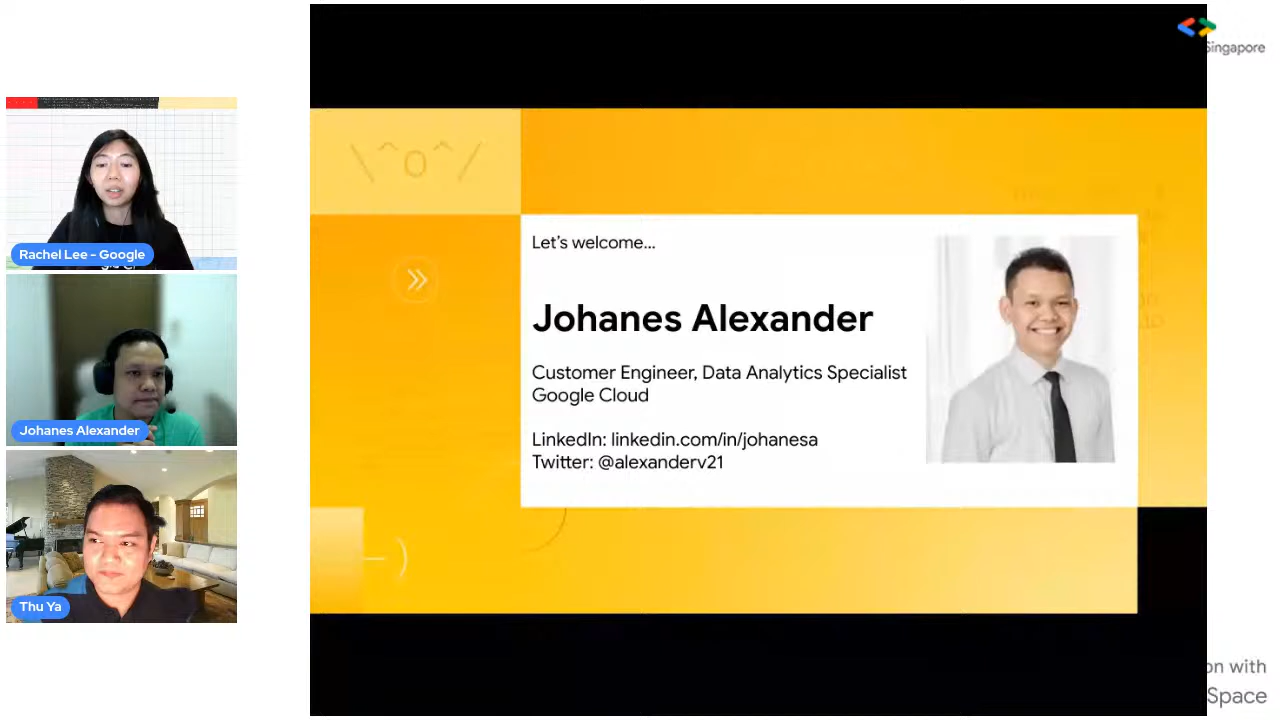 Singapore
Rachel Lee - Google
Johanes Alexander
Thu Ya
\^o^/
Let's welcome...
Johanes Alexander
Customer Engineer, Data Analytics Specialist
Google Cloud
LinkedIn: linkedin.com/in/johanesa
Twitter: @alexanderv21
on with
Space